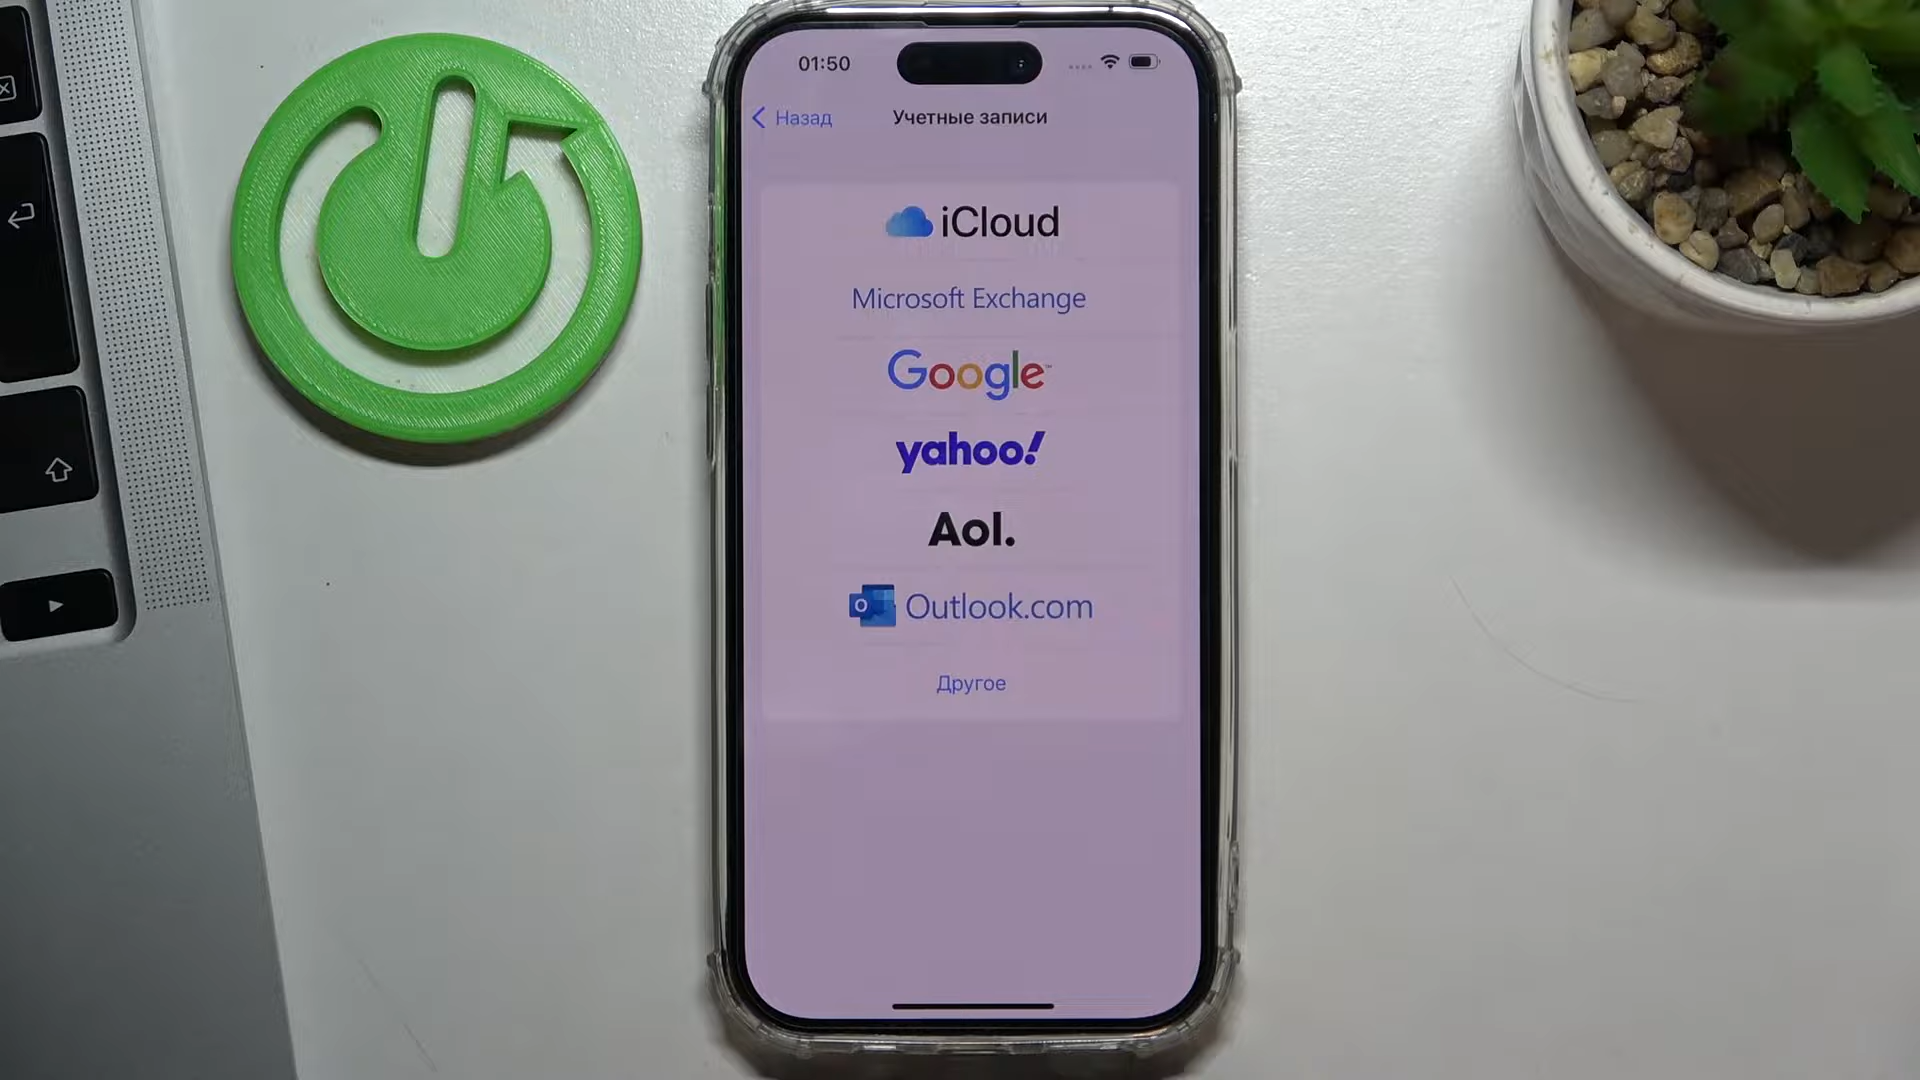 01:50
Назад
Учетные записи
iCloud
Microsoft Exchange
Google
yahoo!
Aol.
Outlook.com
Другое